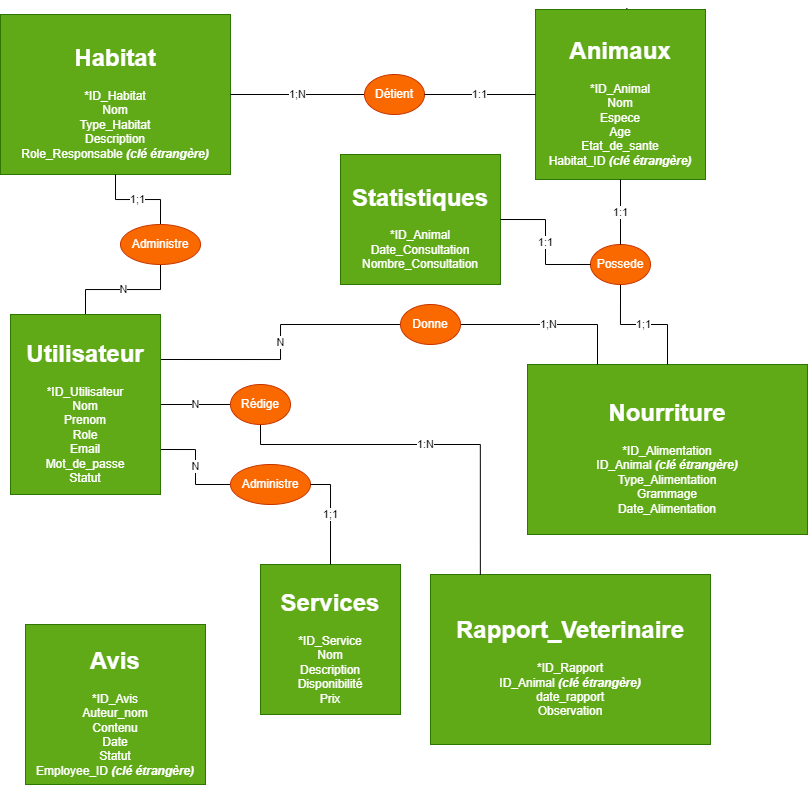 Habitat
*ID_Habitat
Nom
Type_Habitat
Description
Role_Responsable (clé étrangère)
1;N
Détient
1:1
Animaux
*ID_Animal
Nom
Espece
Age
Etat_de_sante
Habitat_ID (clé étrangère)
Statistiques
*ID_Animal
Date_Consultation
Nombre_Consultation
1;1
Administre
N
1:1
1:1
Possede
1;1
Utilisateur
*ID_Utilisateur
Nom
Prenom
Role
Email
Mot_de_passe
Statut
N
Donne
1;N
N
Rédige
1:N
N
Administre
1:1
Nourriture
*ID_Alimentation
ID_Animal (clé étrangère)
Type_Alimentation
Grammage
Date_Alimentation
Services
*ID_Service
Nom
Description
Disponibilité
Prix
Rapport_Veterinaire
*ID_Rapport
ID_Animal (clé étrangère)
date_rapport
Observation
Avis
*ID_Avis
Auteur_nom
Contenu
Date
Statut
Employee_ID (clé étrangère)